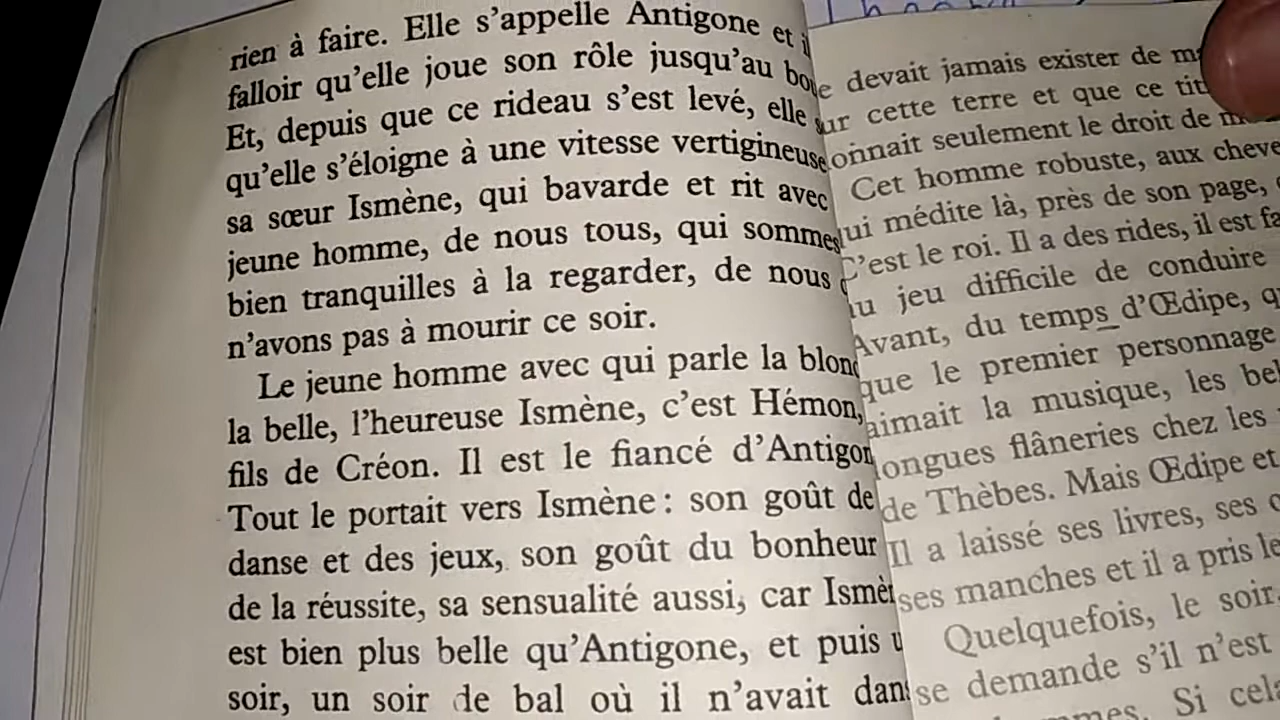 rien à faire. Elle s'appelle Antigone et
falloir qu'elle joue son rôle jusqu'au
Et, depuis que ce rideau s'est levé, elle
qu'elle s'éloigne à une vitesse vertigineuse
sa sœur Ismène, qui bavarde et rit avec
jeune homme, de nous tous, qui sommes
bien tranquilles à la regarder, de nous
n'avons pas à mourir ce soir.
Le jeune homme avec qui parle la
la belle, l'heureuse Ismène, c'est Hémon,
fils de Créon. Il est le fiancé
Tout le portait vers Ismène : son goût de
danse et des jeux, son goût du bonheur
de la réussite, sa sensualité aussi, car
est bien plus belle qu'Antigone, et puis
soir, un soir de bal où il n'avait
devait jamais exister de
cette terre et que ce
seulement le droit de
Cet homme robuste, aux
médite là, près de son page,
C'est le roi. Il a des rides, il est
jeu difficile de conduire
Avant, du temps d'Œdipe,
que le premier personnage
aimait la musique, les
longues flâneries chez les
de Thèbes. Mais Œdipe et
Il a laissé ses livres, ses
ses manches et il a pris
Quelquefois, le soir,
se demande s'il n'est
Si